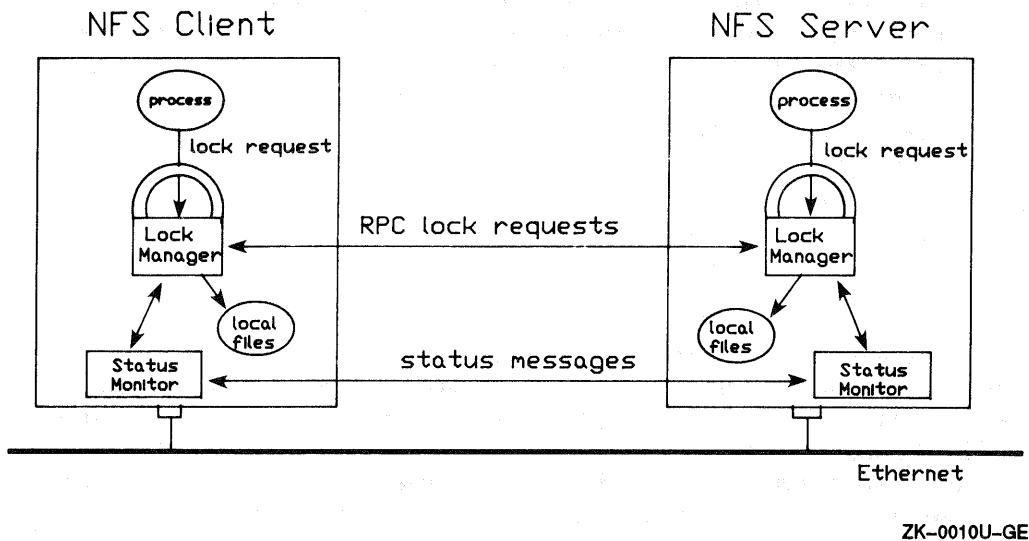 NFS Client
NFS Server
process
process
lock request
lock request
RPC lock requests
Lock
Manager
Lock
Manager
local
files
local
files
status messages
Status
Monitor
Status
Monitor
Ethernet
ZK-0010U-GE